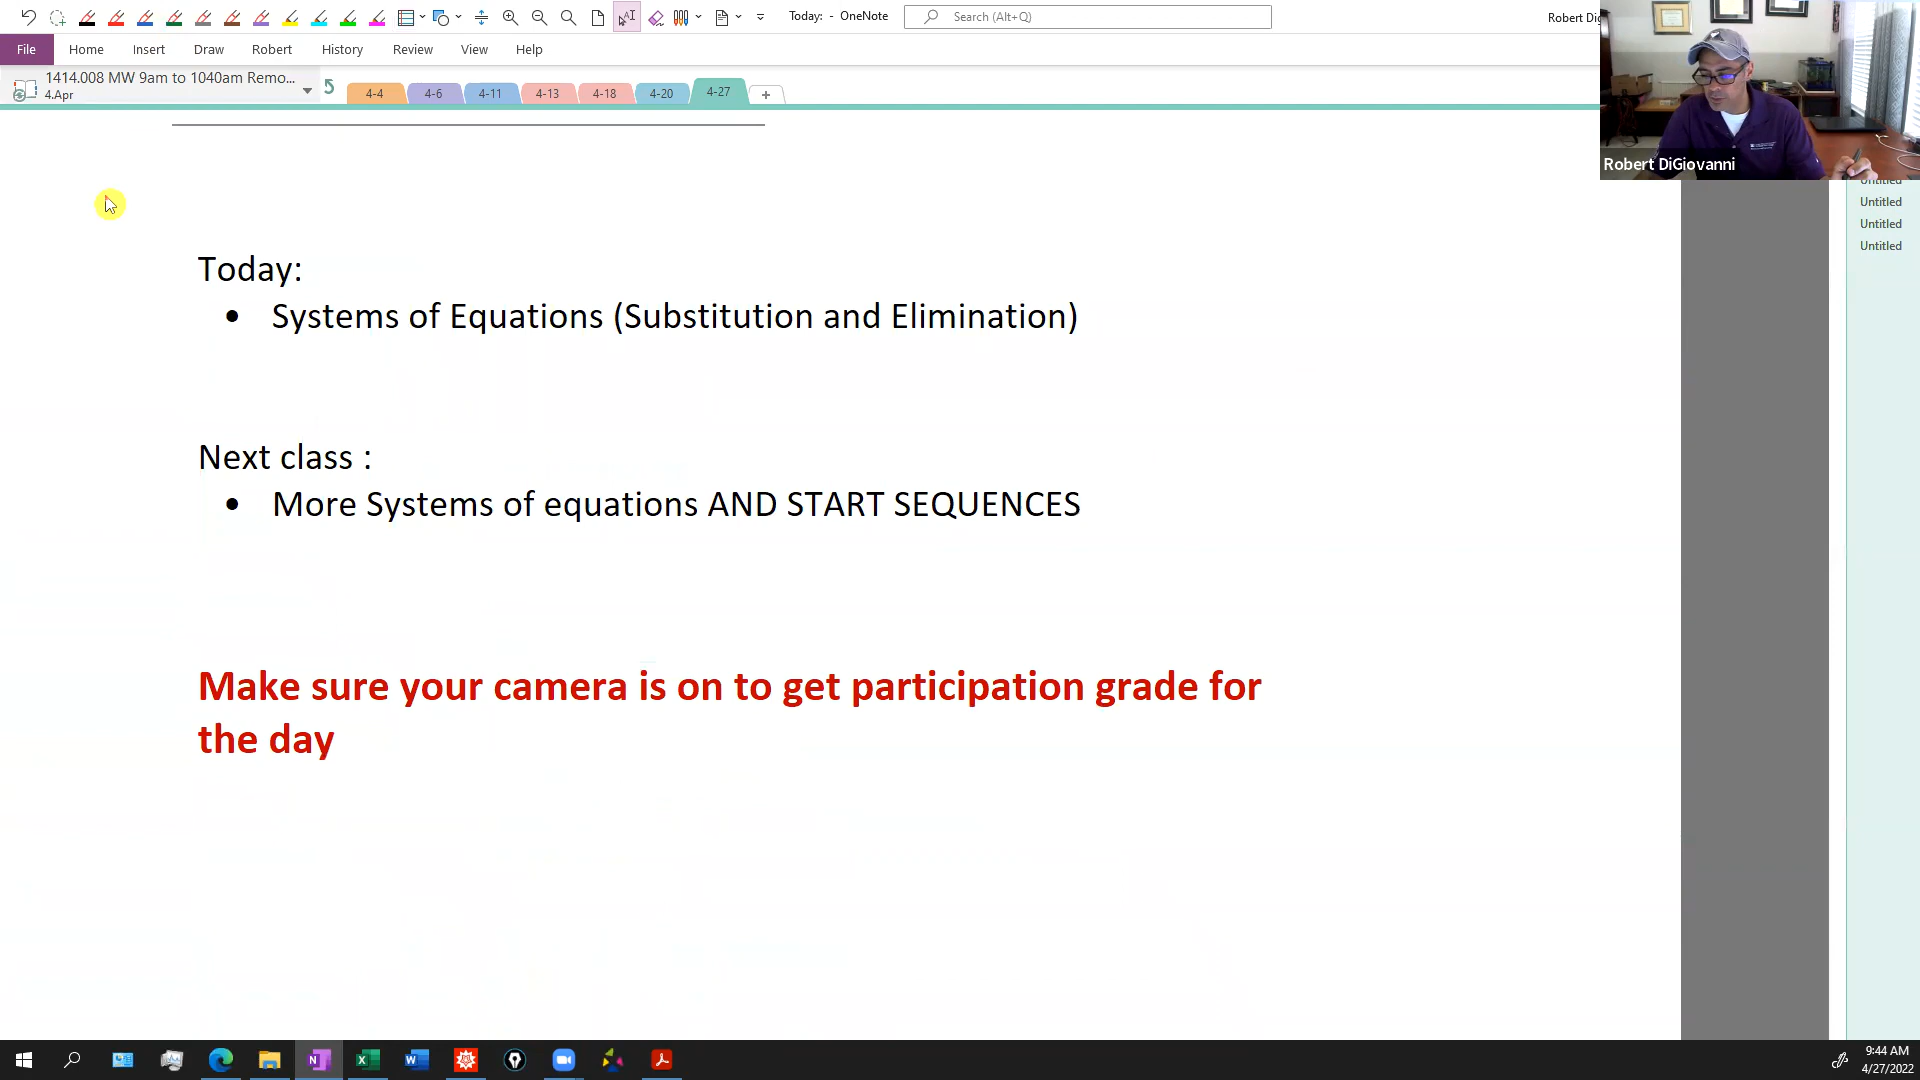 Today: - OneNote
Search (Alt+Q)
Robert Di
File Home Insert Draw Robert History Review View Help
1414.008 MW 9am to 1040am Remo...
4.Apr
4-4 4-6 4-11 4-13 4-18 4-20 4-27
Robert DiGiovanni
Untitled
Untitled
Untitled
Untitled
Today:
• Systems of Equations (Substitution and Elimination)
Next class :
• More Systems of equations AND START SEQUENCES
Make sure your camera is on to get participation grade for
the day
9:44 AM
4/27/2022